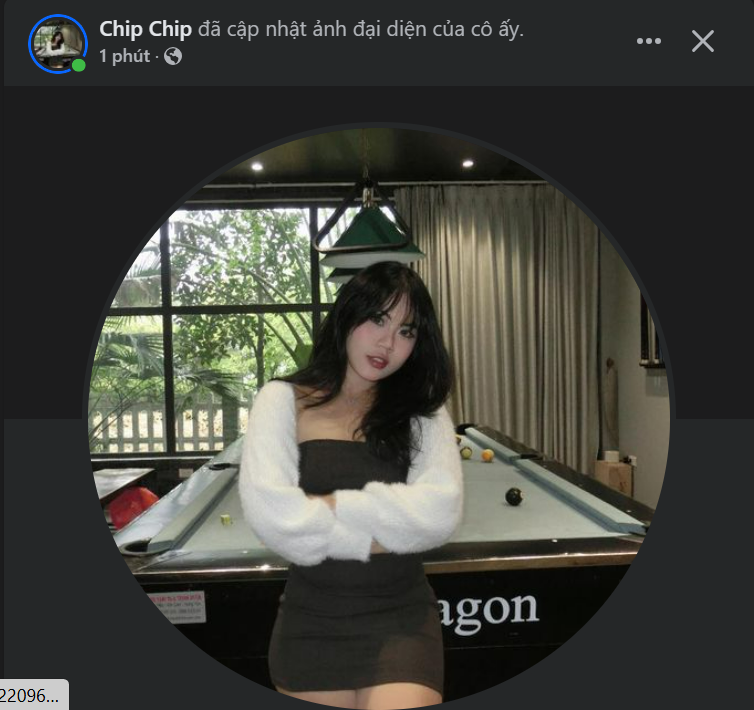 Chip Chip đã cập nhật ảnh đại diện của cô ấy.
1 phút ·
agon
22096...